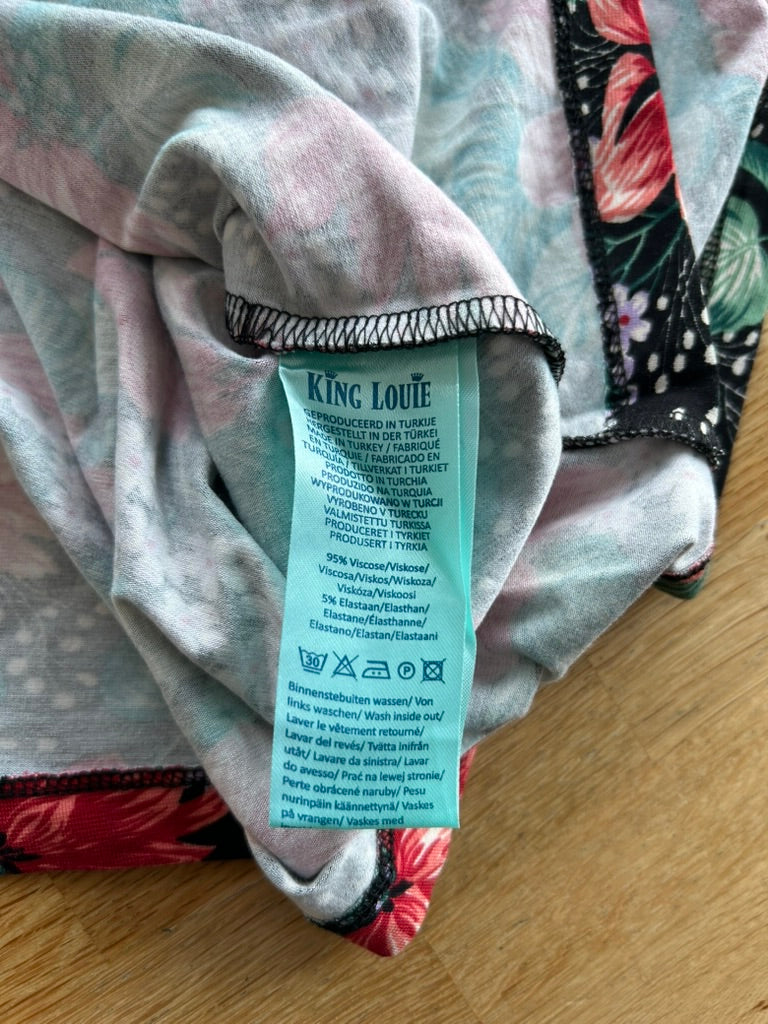 KING LOUIE
GEPRODUCEERD IN TURKIJE
HERGESTELLT IN DER TÜRKEI
MADE IN TURKEY / FABRIQUÉ
EN TURQUIE / FABRICADO EN
TURQUÍA / TILLVERKAT I TURKIET
PRODOTTO IN TURCHIA
PRODUZIDO NA TURQUIA
WYPRODUKOWANO W TURCJI
VYROBENO V TURECKU
VALMISTETTU TURKISSA
PRODUCERET I TYRKIET
PRODUSERT I TYRKIA
95% Viscose/Viskose/
Viscosa/Viskos/Wiskoza/
Viskóza/Viskoosi
5% Elastaan/Elasthan/
Elastane/Élasthanne/
Elastano/Elastan/Elastaani
30 P
Binnenstebuiten wassen/ Von
links waschen/ Wash inside out/
Laver le vêtement retourné/
Lavar del revés/ Tvätta inifrån
utåt/ Lavare da sinistra/ Lavar
do avesso/ Prać na lewej stronie/
Perte obrácené naruby/ Pesu
nurinpäin käännettynä/ Vaskes
på vrangen/ Vaskes med